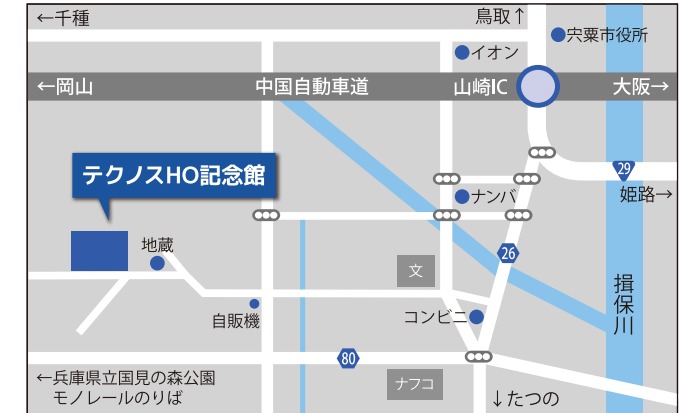 ←千種
鳥取↑
宍粟市役所
イオン
←岡山
中国自動車道
山崎IC
大阪→
テクノスHO記念館
29
ナンバ
姫路→
地蔵
26
文
揖保川
自販機
コンビニ
80
←兵庫県立国見の森公園
モノレールのりば
ナフコ
↓たつの